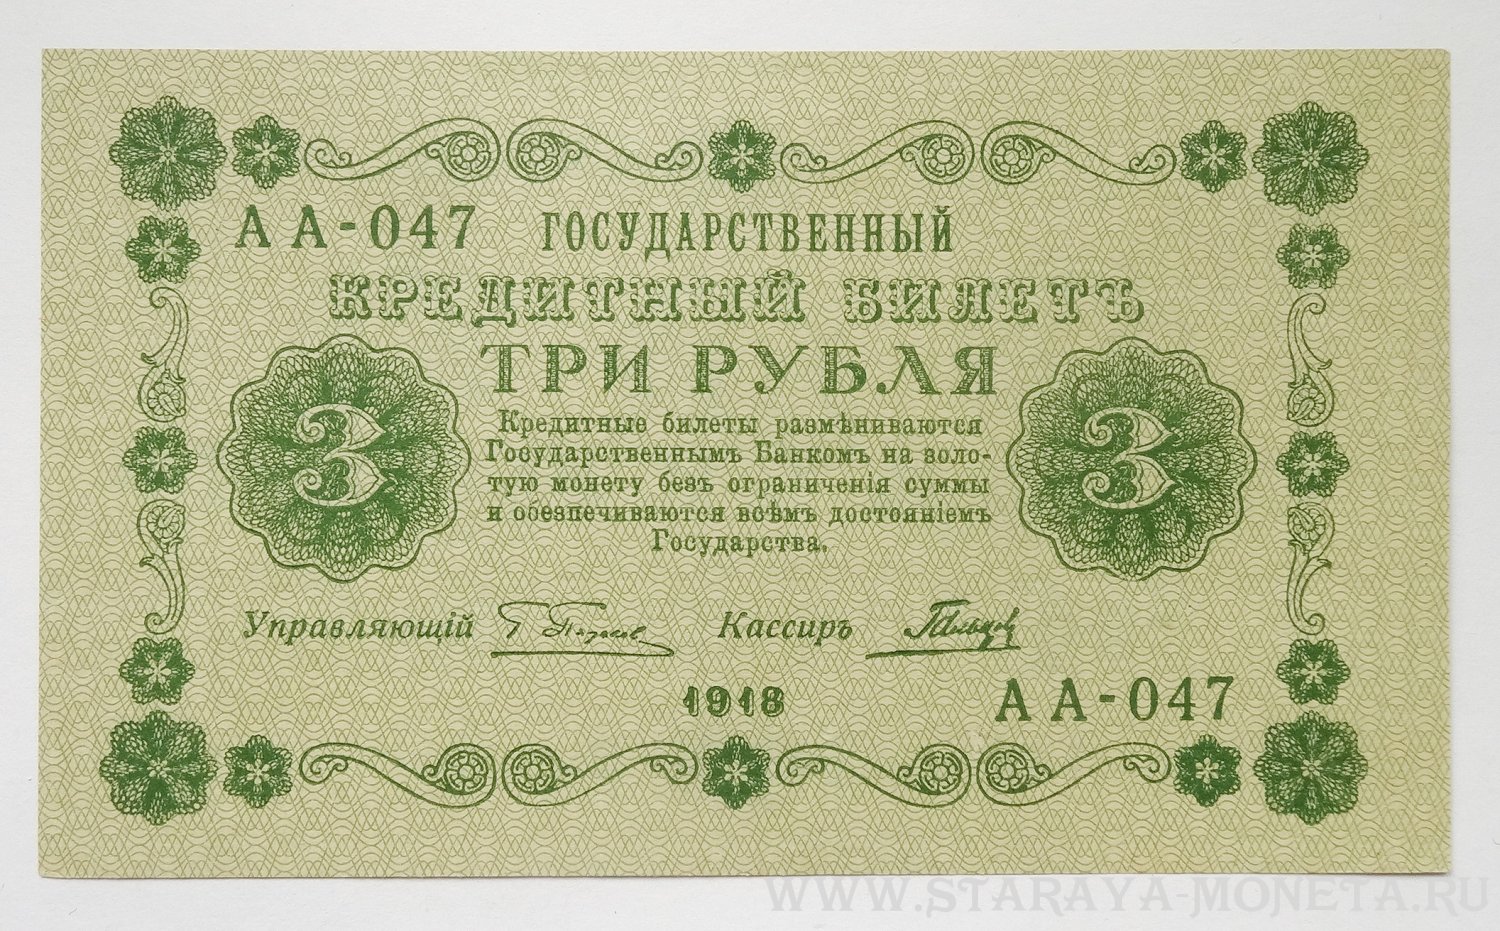 АА-047 ГОСУДАРСТВЕННЫЙ
КРЕДИТНЫЙ БИЛЕТЪ
ТРИ РУБЛЯ
3
3
Кредитные билеты размѣниваются
Государственнымъ Банкомъ на золо-
тую монету безъ ограниченія суммы
и обезпечиваются всѣмъ достояніемъ
Государства.
Управляющій
Кассиръ
1918
АА-047
WWW.STARAYA-MONETA.RU